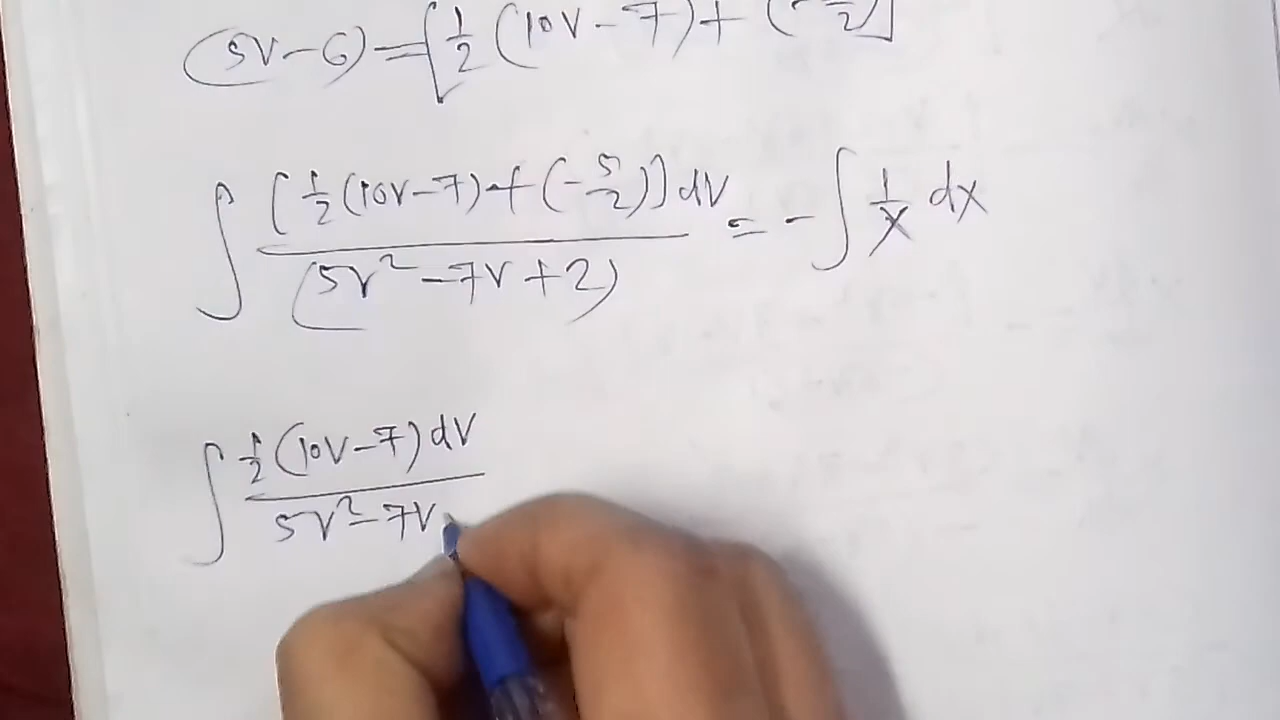 (5V-6)=[½(10V-7)+(-5/2)]
∫ [½(10V-7)+(-5/2)]dV / (5V²-7V+2) = -∫ 1/X dX
∫ ½(10V-7)dV / 5V²-7V